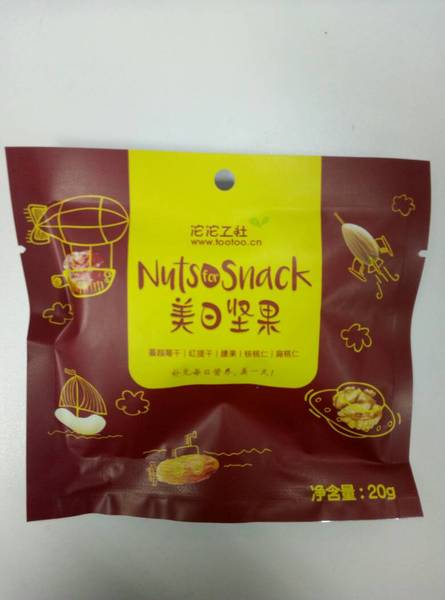 沱沱工社
www.tootoo.cn
Nuts for Snack
美日坚果
蔓越莓干 | 红提干 | 腰果 | 核桃仁 | 扁桃仁
补充每日营养，美一天！
净含量：20g